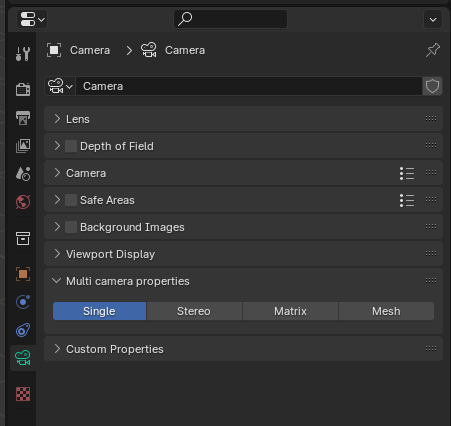 Camera > Camera
Camera
Lens
Depth of Field
Camera
Safe Areas
Background Images
Viewport Display
Multi camera properties
Single Stereo Matrix Mesh
Custom Properties